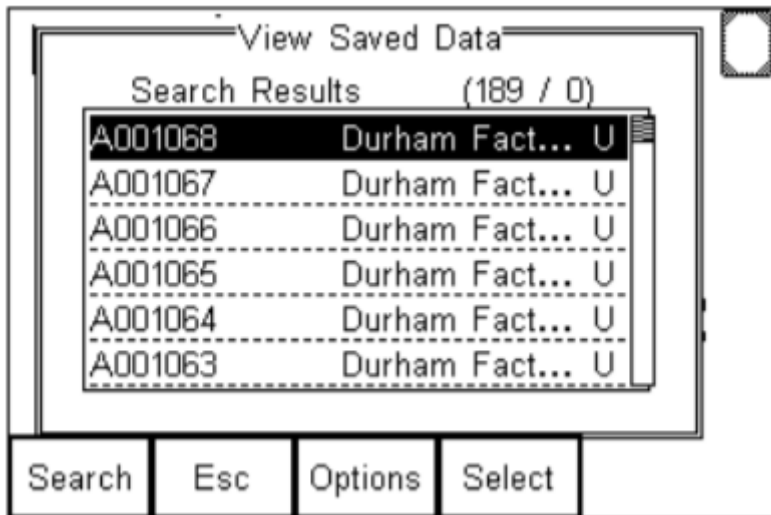 View Saved Data
Search Results (189 / 0)
A001068 Durham Fact... U
A001067 Durham Fact... U
A001066 Durham Fact... U
A001065 Durham Fact... U
A001064 Durham Fact... U
A001063 Durham Fact... U
Search Esc Options Select